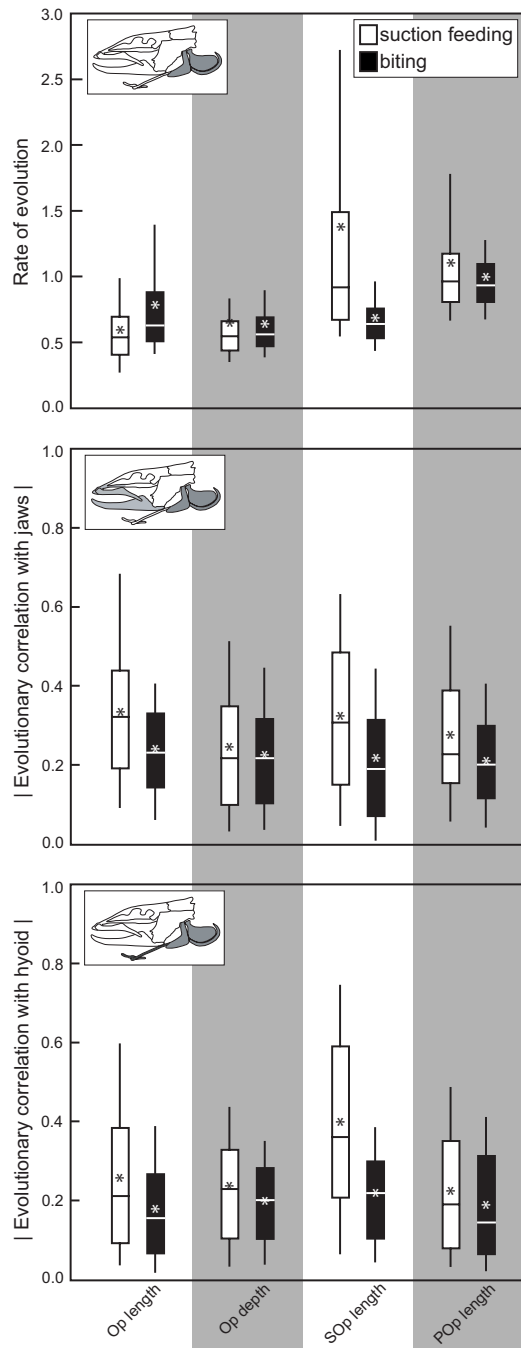 suction feeding
biting
3.0
2.5
2.0
1.5
1.0
0.5
0.0
Rate of evolution
1.0
0.8
0.6
0.4
0.2
0.0
| Evolutionary correlation with jaws |
1.0
0.8
0.6
0.4
0.2
0.0
| Evolutionary correlation with hyoid |
Op length
Op depth
SOp length
POp length